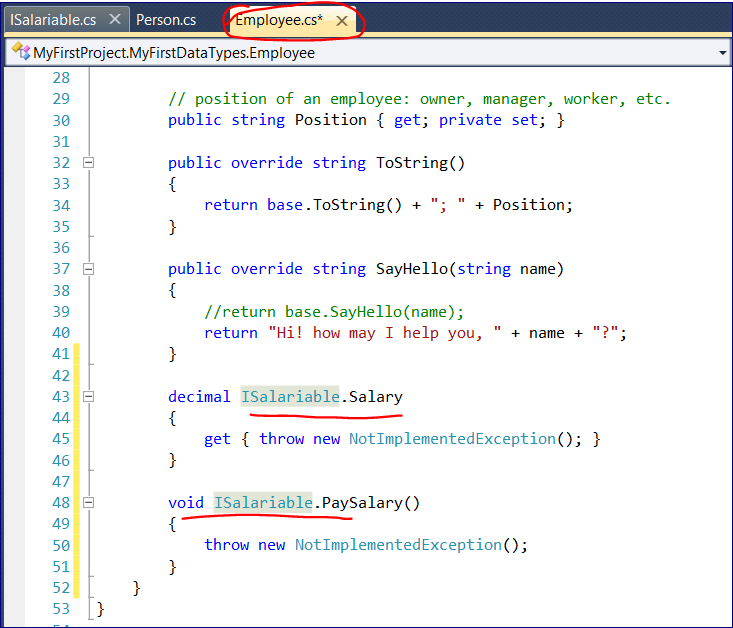 ISalariable.cs Person.cs Employee.cs*
MyFirstProject.MyFirstDataTypes.Employee
28
29 // position of an employee: owner, manager, worker, etc.
30 public string Position { get; private set; }
31
32 public override string ToString()
33 {
34 return base.ToString() + "; " + Position;
35 }
36
37 public override string SayHello(string name)
38 {
39 //return base.SayHello(name);
40 return "Hi! how may I help you, " + name + "?";
41 }
42
43 decimal ISalariable.Salary
44 {
45 get { throw new NotImplementedException(); }
46 }
47
48 void ISalariable.PaySalary()
49 {
50 throw new NotImplementedException();
51 }
52 }
53 }